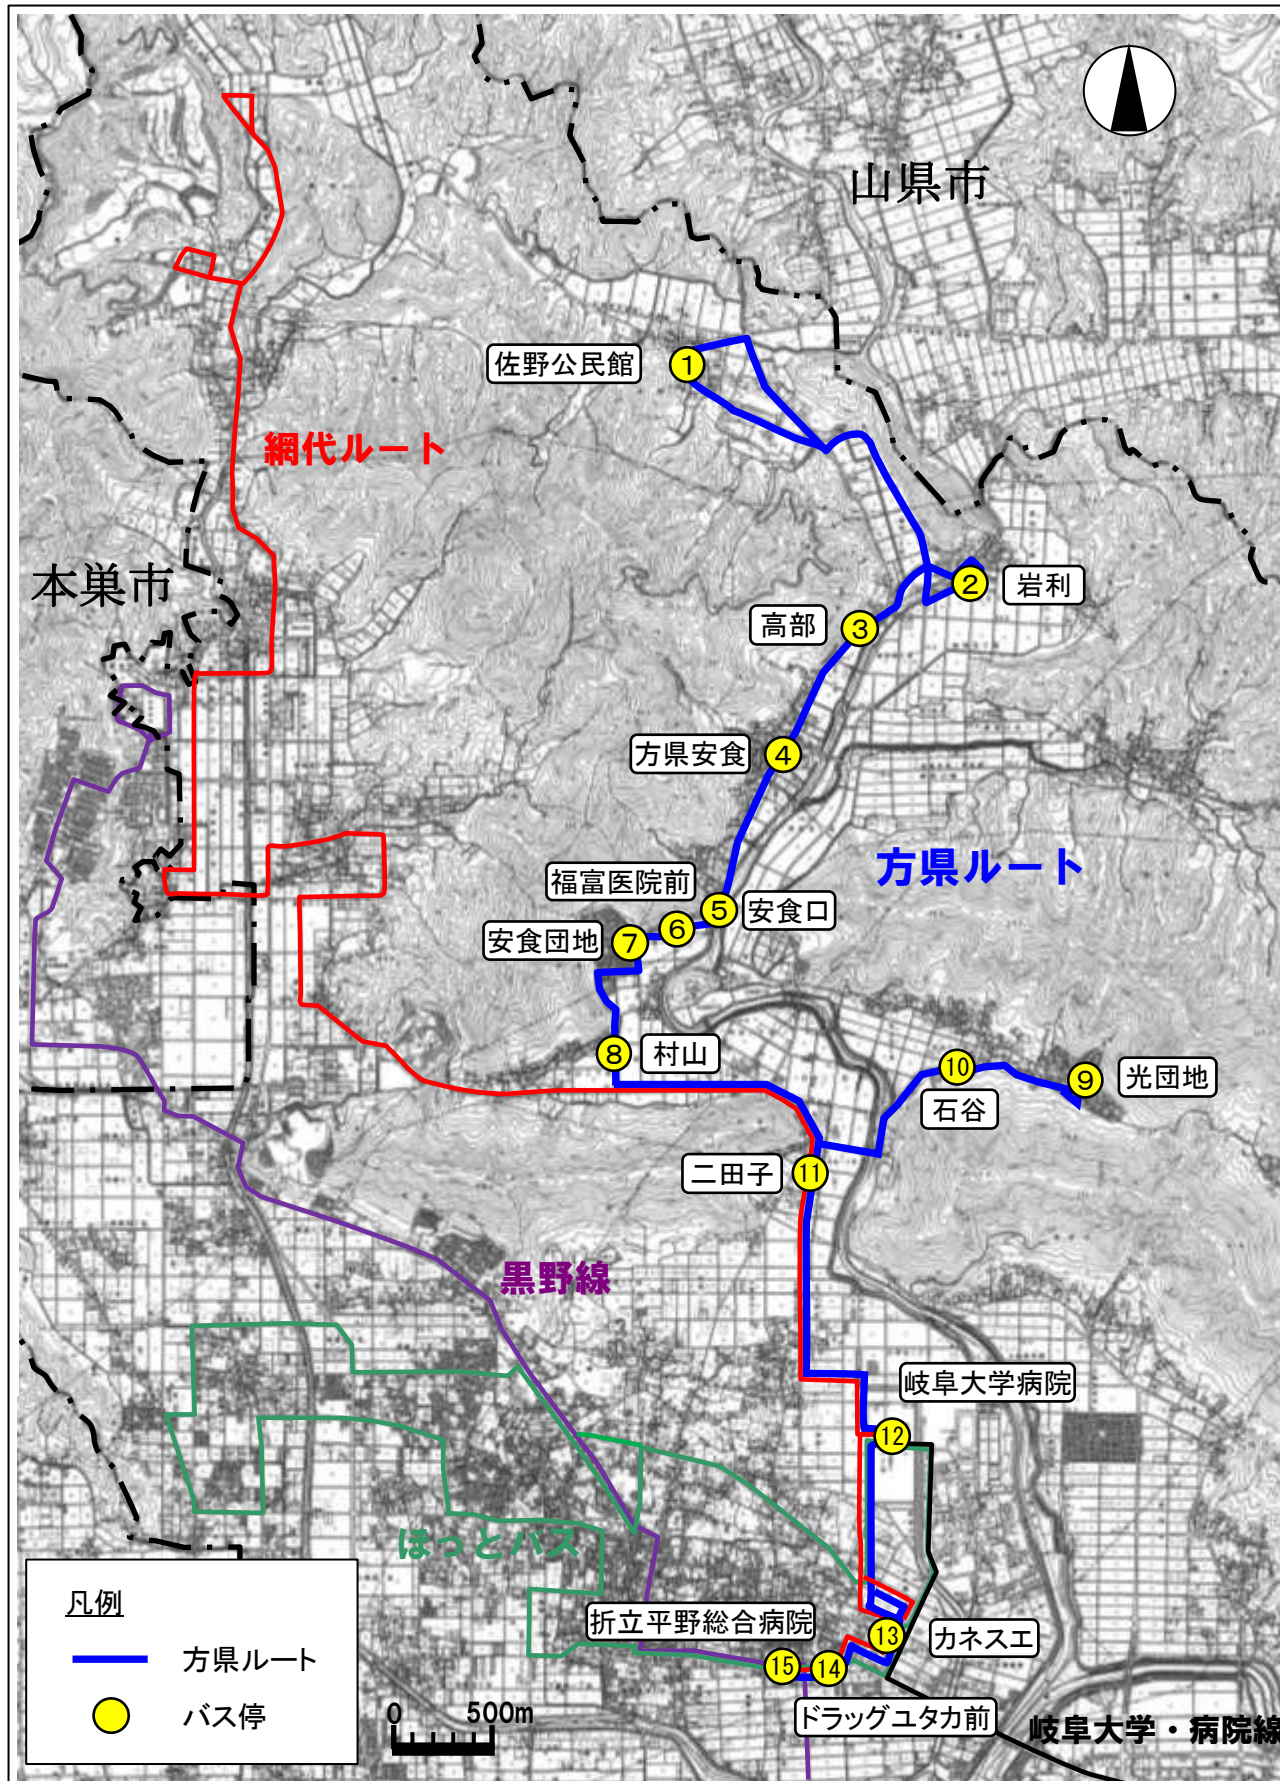 山県市
佐野公民館
1
網代ルート
本巣市
2
岩利
高部
3
方県安食
4
方県ルート
福富医院前
5
安食口
6
安食団地
7
8
村山
10
9
光団地
石谷
二田子
11
黒野線
岐阜大学病院
12
ほっとバス
折立平野総合病院
13
カネスエ
15
14
ドラッグユタカ前
岐阜大学・病院線
凡例
方県ルート
バス停
0 500m